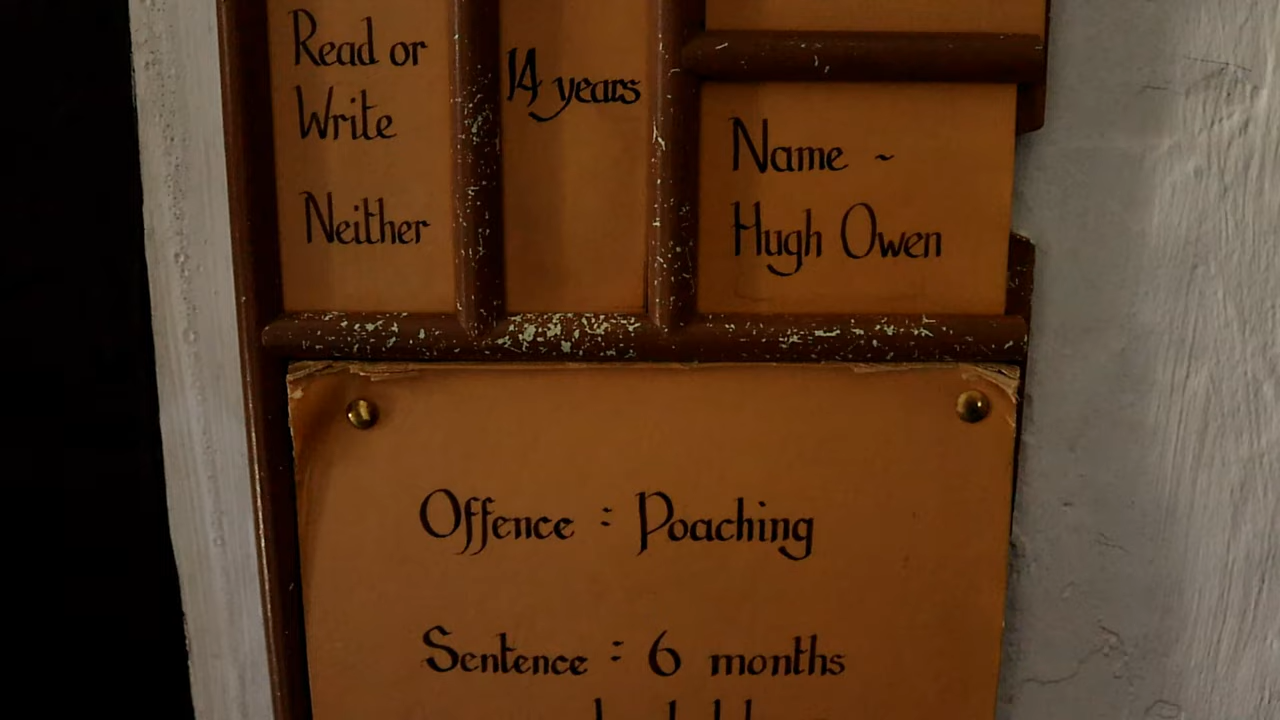 Read or
Write
Neither
14 years
Name ~
Hugh Owen
Offence : Poaching
Sentence : 6 months